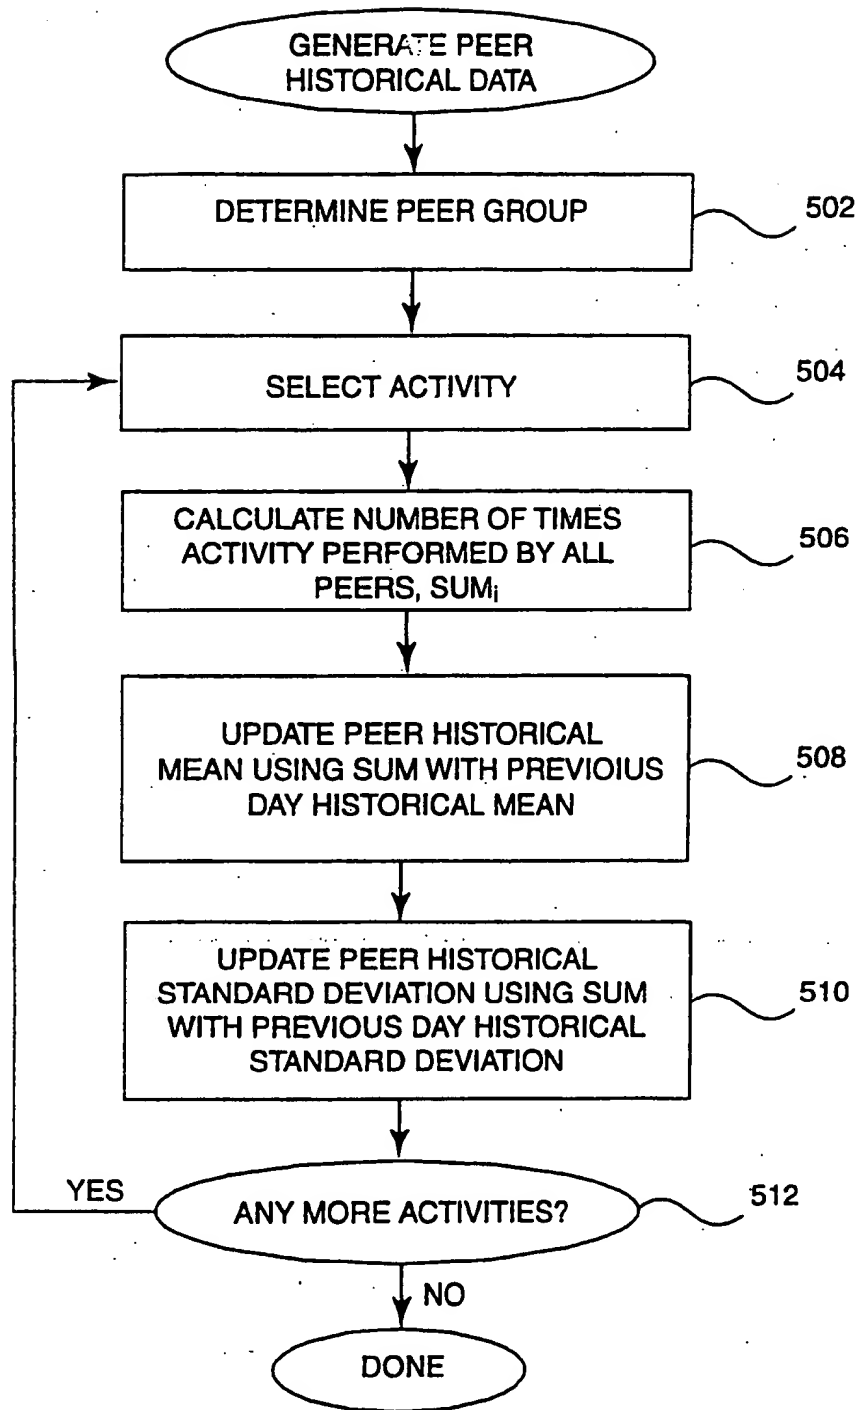 GENERATE PEER
HISTORICAL DATA
DETERMINE PEER GROUP
502
SELECT ACTIVITY
504
CALCULATE NUMBER OF TIMES
ACTIVITY PERFORMED BY ALL
PEERS, SUMi
506
UPDATE PEER HISTORICAL
MEAN USING SUM WITH PREVIOIUS
DAY HISTORICAL MEAN
508
UPDATE PEER HISTORICAL
STANDARD DEVIATION USING SUM
WITH PREVIOUS DAY HISTORICAL
STANDARD DEVIATION
510
YES
ANY MORE ACTIVITIES?
512
NO
DONE